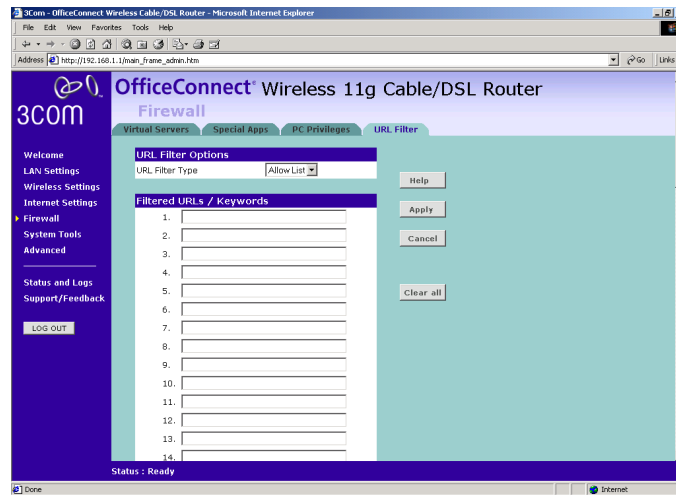 3Com - OfficeConnect Wireless Cable/DSL Router - Microsoft Internet Explorer
File Edit View Favorites Tools Help
Address http://192.168.1.1/main_frame_admin.htm Go Links
3COM
OfficeConnect® Wireless 11g Cable/DSL Router
Firewall
Virtual Servers Special Apps PC Privileges URL Filter
Welcome
LAN Settings
Wireless Settings
Internet Settings
Firewall
System Tools
Advanced
Status and Logs
Support/Feedback
LOG OUT
URL Filter Options
URL Filter Type Allow List
Filtered URLs / Keywords
1.
2.
3.
4.
5.
6.
7.
8.
9.
10.
11.
12.
13.
14.
Help
Apply
Cancel
Clear all
Status : Ready
Done Internet